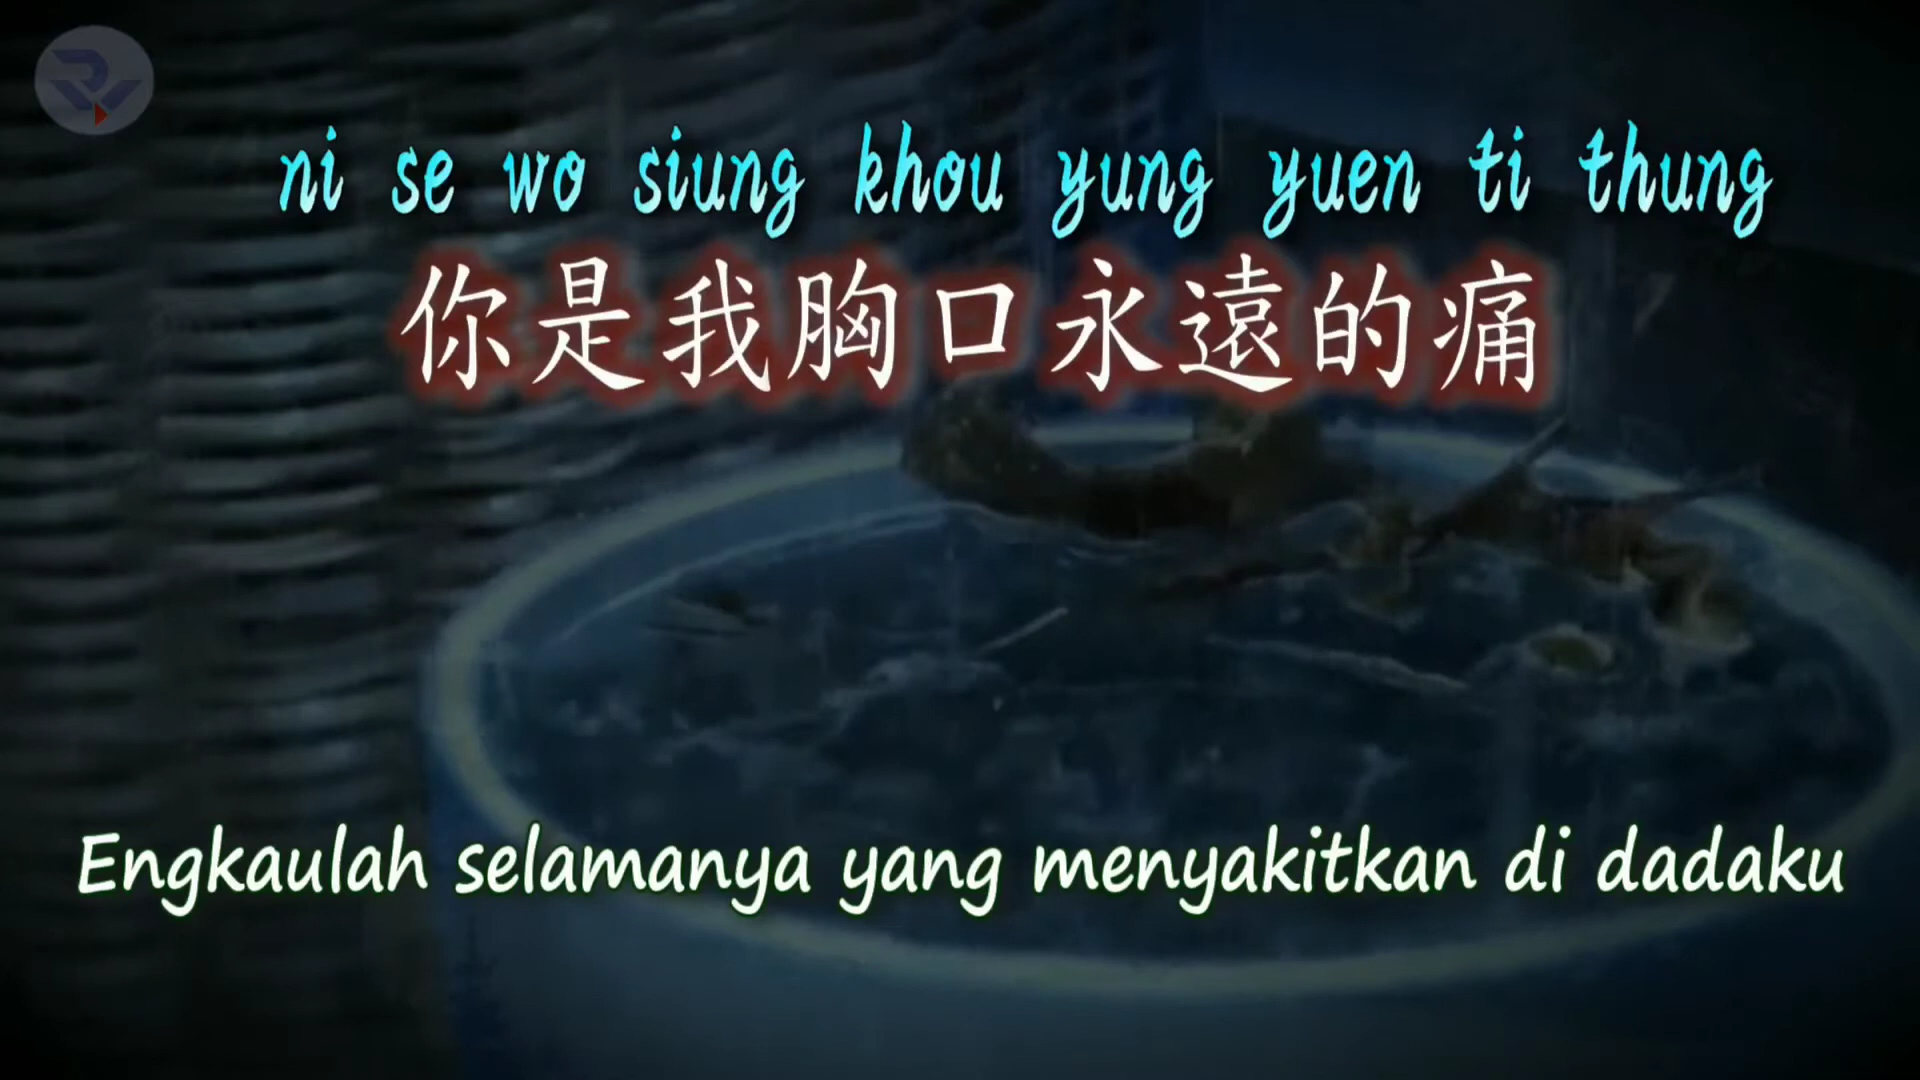 ni se wo siung khou yung yuen ti thung
你是我胸口永遠的痛
Engkaulah selamanya yang menyakitkan di dadaku